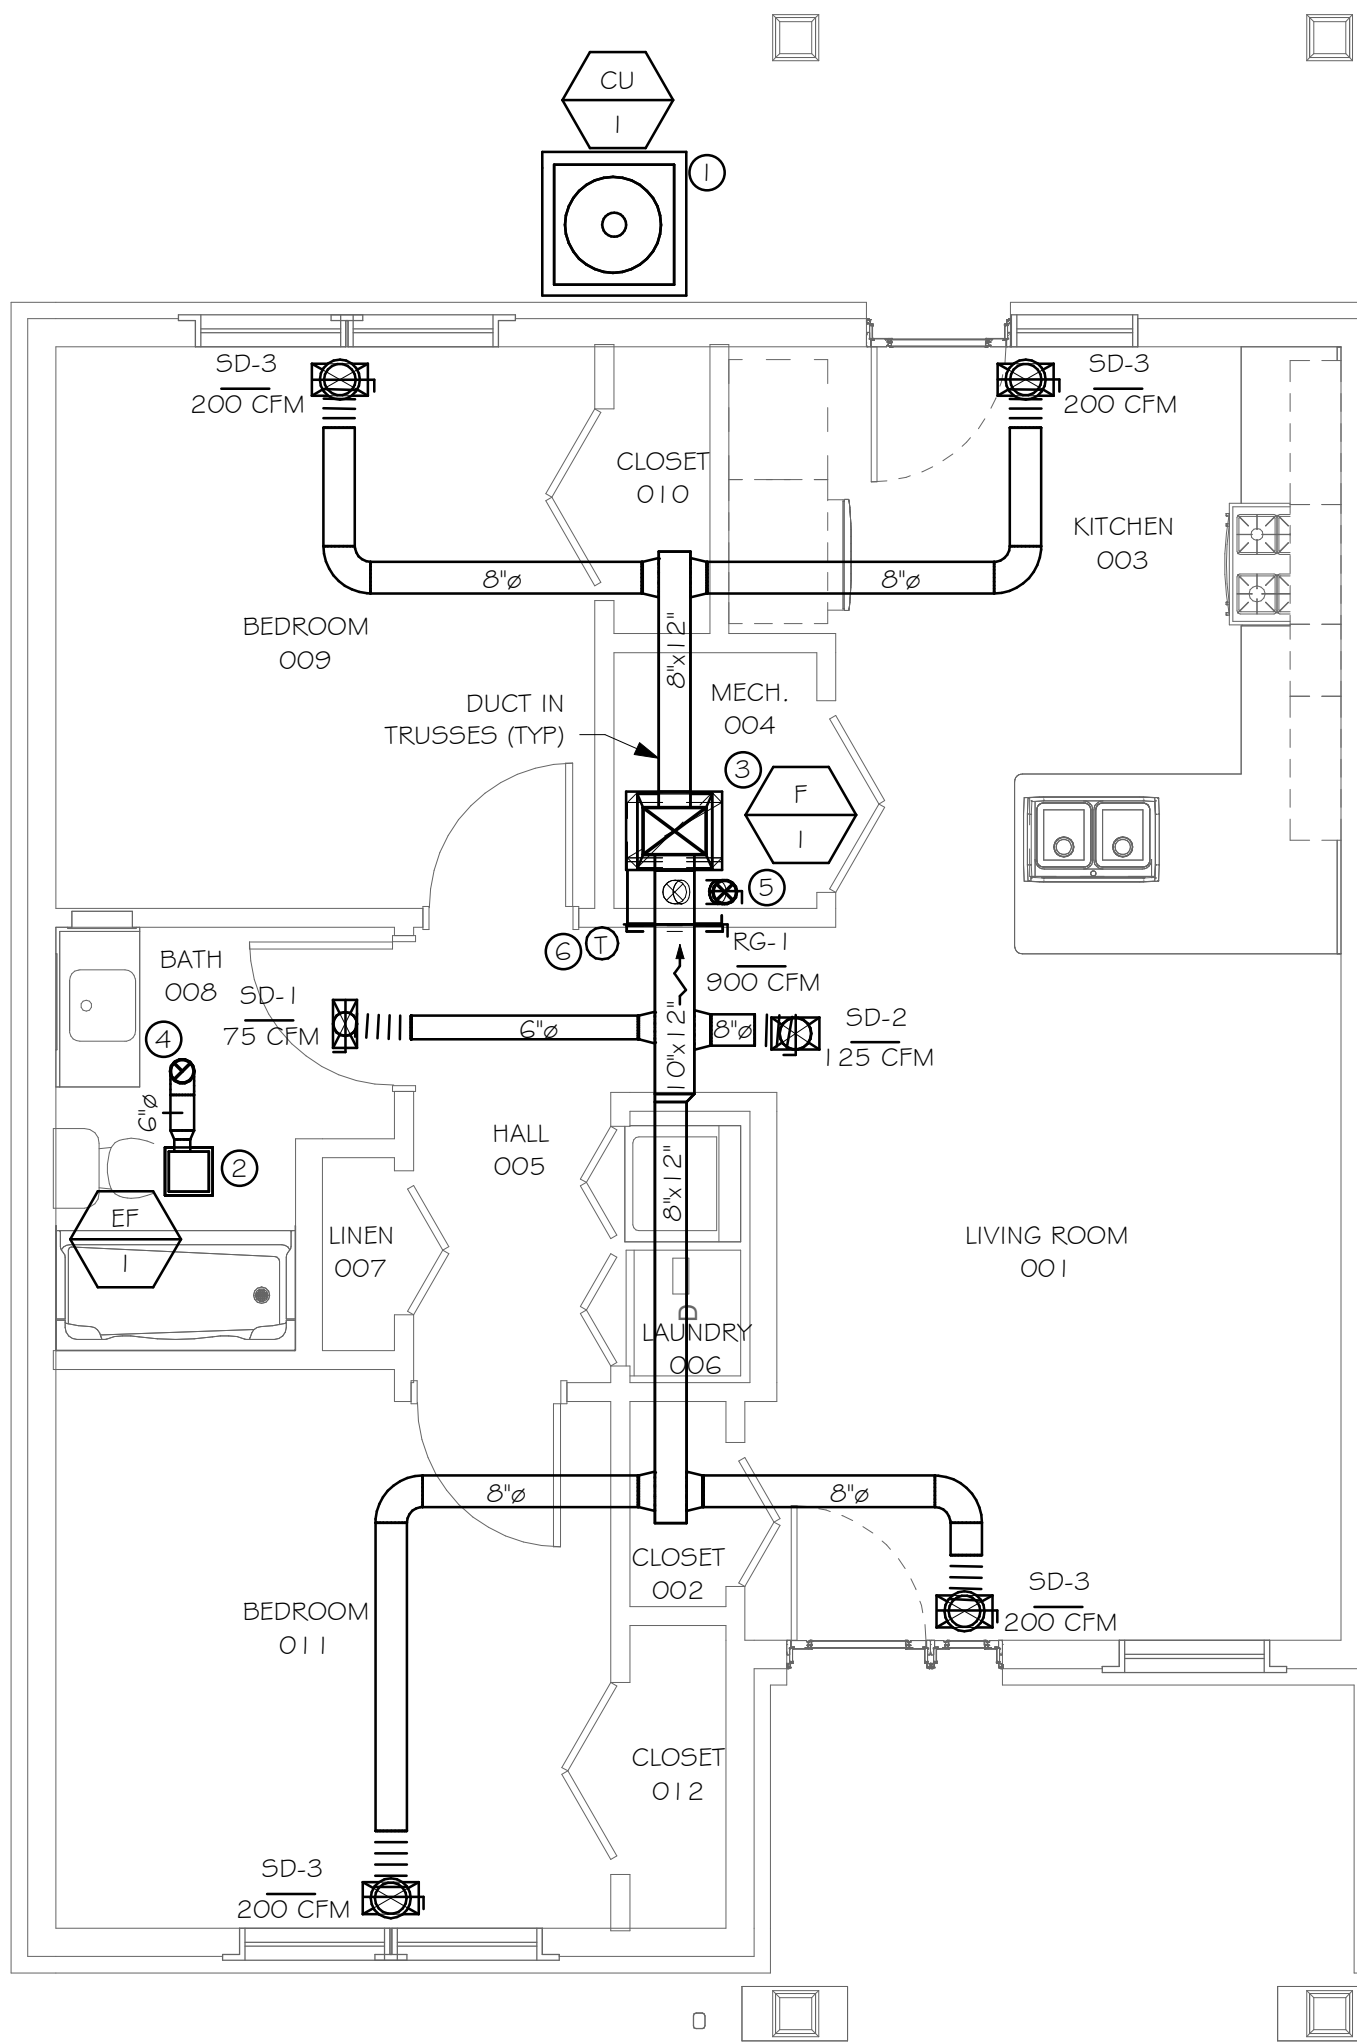 CU
1
1
SD-3
200 CFM
SD-3
200 CFM
CLOSET
010
KITCHEN
003
8"ø
8"ø
BEDROOM
009
8"x12"
MECH.
004
DUCT IN
TRUSSES (TYP)
3
F
1
5
6
T
RG-1
900 CFM
BATH
008
SD-1
75 CFM
6"ø
10"x12"
8"ø
SD-2
125 CFM
4
6"ø
2
EF
1
HALL
005
8"x12"
LINEN
007
LIVING ROOM
001
D
LAUNDRY
006
8"ø
8"ø
CLOSET
002
SD-3
200 CFM
BEDROOM
011
CLOSET
012
SD-3
200 CFM